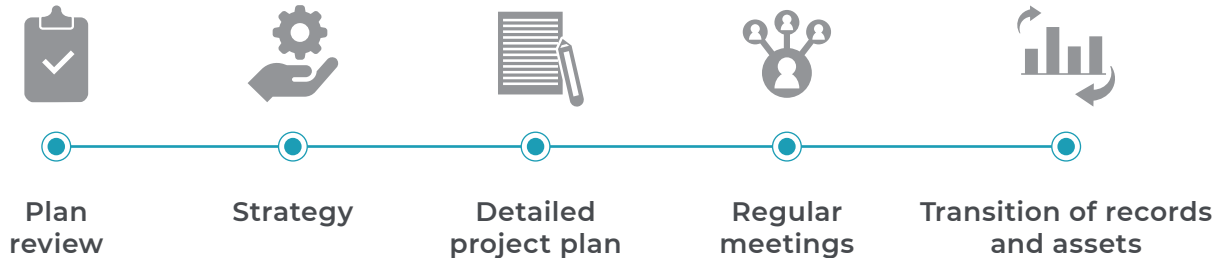 Plan
review
Strategy
Detailed
project plan
Regular
meetings
Transition of records
and assets